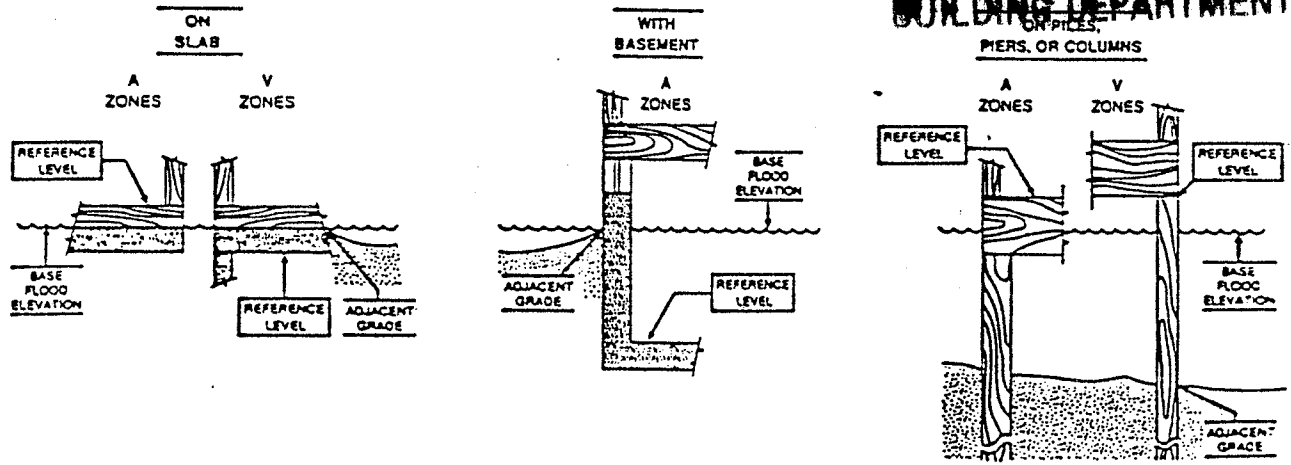 ON
SLAB
A
ZONES
V
ZONES
REFERENCE
LEVEL
BASE
FLOOD
ELEVATION
REFERENCE
LEVEL
ADJACENT
GRADE
WITH
BASEMENT
A
ZONES
BASE
FLOOD
ELEVATION
ADJACENT
GRADE
REFERENCE
LEVEL
BUILDING DEPARTMENT
ON PILES,
PIERS, OR COLUMNS
A
ZONES
V
ZONES
REFERENCE
LEVEL
REFERENCE
LEVEL
BASE
FLOOD
ELEVATION
ADJACENT
GRADE